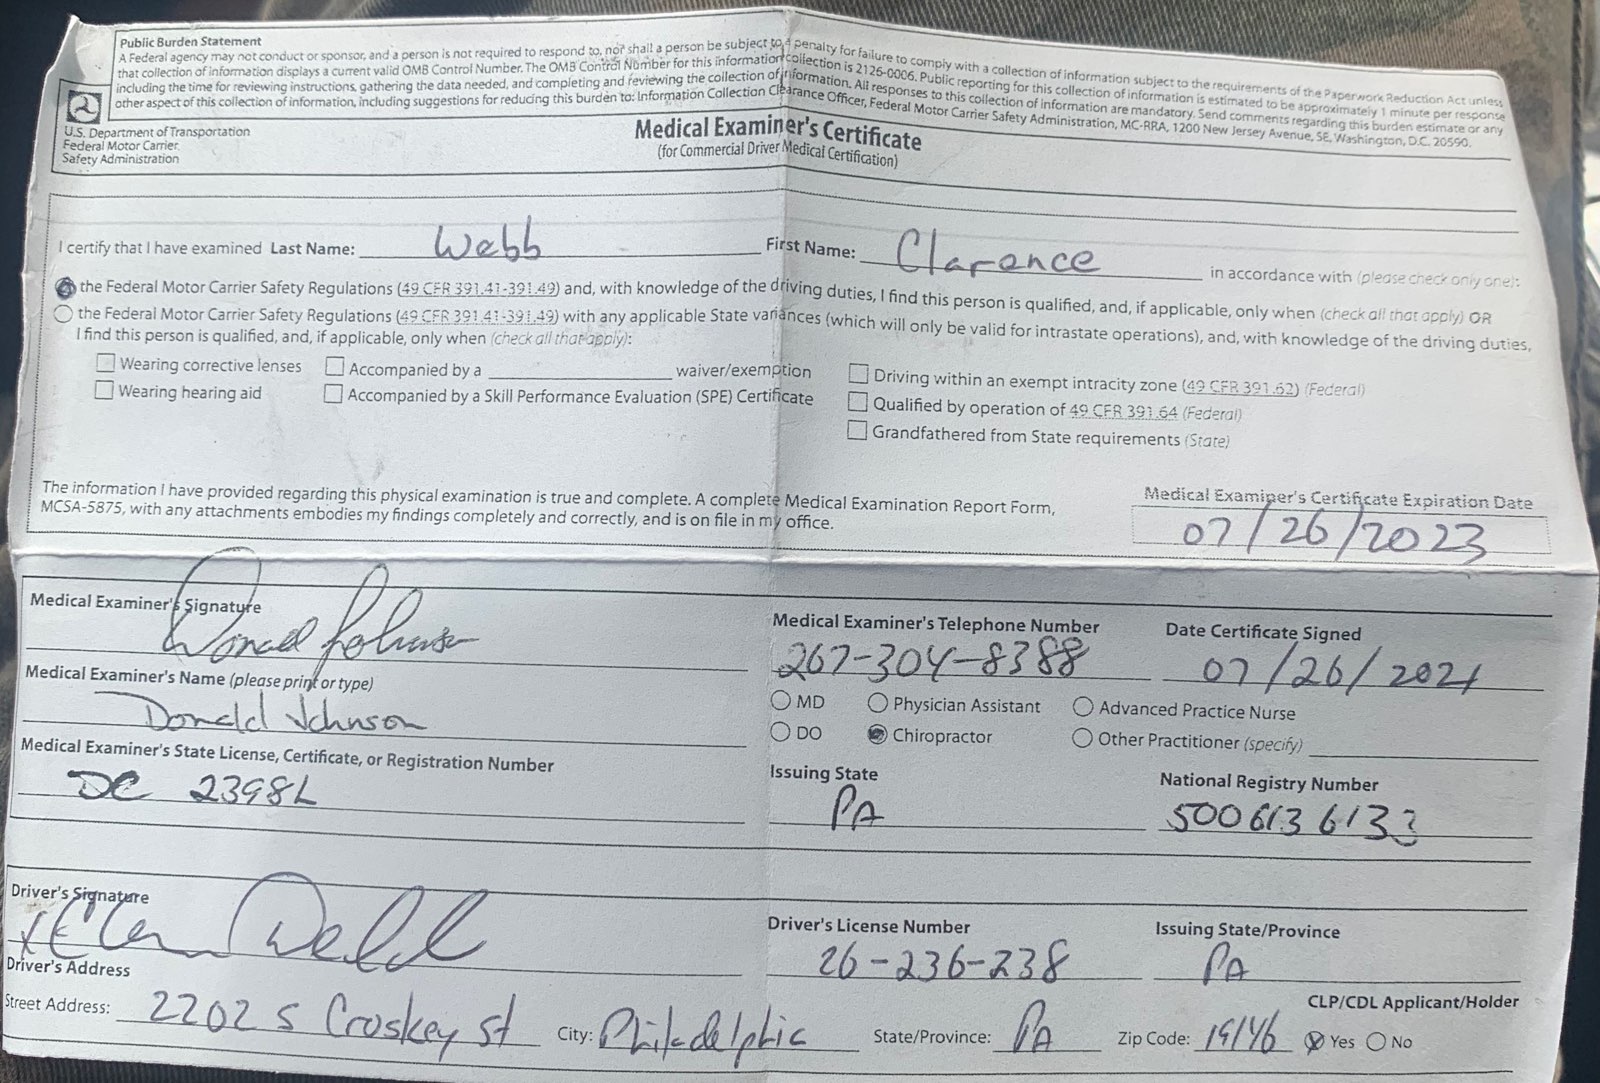 Public Burden Statement
A Federal agency may not conduct or sponsor, and a person is not required to respond to, nor shall a person be subject to a penalty for failure to comply with a collection of information subject to the requirements of the Paperwork Reduction Act unless
that collection of information displays a current valid OMB Control Number. The OMB Control Number for this information collection is 2126-0006. Public reporting for this collection of information is estimated to be approximately 1 minute per response
including the time for reviewing instructions, gathering the data needed, and completing and reviewing the collection of information. All responses to this collection of information are mandatory. Send comments regarding this burden estimate or any
other aspect of this collection of information, including suggestions for reducing this burden to: Information Collection Clearance Officer, Federal Motor Carrier Safety Administration, MC-RRA, 1200 New Jersey Avenue, SE, Washington, D.C. 20590.
U.S. Department of Transportation
Federal Motor Carrier
Safety Administration
Medical Examiner's Certificate
(for Commercial Driver Medical Certification)
I certify that I have examined Last Name: Webb First Name: Clarence in accordance with (please check only one):
the Federal Motor Carrier Safety Regulations (49 CFR 391.41-391.49) and, with knowledge of the driving duties, I find this person is qualified, and, if applicable, only when (check all that apply) OR
the Federal Motor Carrier Safety Regulations (49 CFR 391.41-391.49) with any applicable State variances (which will only be valid for intrastate operations), and, with knowledge of the driving duties,
I find this person is qualified, and, if applicable, only when (check all that apply):
Wearing corrective lenses Accompanied by a waiver/exemption Driving within an exempt intracity zone (49 CFR 391.62) (Federal)
Wearing hearing aid Accompanied by a Skill Performance Evaluation (SPE) Certificate Qualified by operation of 49 CFR 391.64 (Federal)
Grandfathered from State requirements (State)
The information I have provided regarding this physical examination is true and complete. A complete Medical Examination Report Form,
MCSA-5875, with any attachments embodies my findings completely and correctly, and is on file in my office.
Medical Examiner's Certificate Expiration Date
07/26/2023
Medical Examiner's Signature
Donald Johnson
Medical Examiner's Telephone Number
267-304-8388
Date Certificate Signed
07/26/2021
Medical Examiner's Name (please print or type)
Donald Johnson
MD Physician Assistant Advanced Practice Nurse
DO Chiropractor Other Practitioner (specify)
Medical Examiner's State License, Certificate, or Registration Number
DC 2398L
Issuing State
PA
National Registry Number
5006136133
Driver's Signature
Driver's License Number
26-236-238
Issuing State/Province
PA
Driver's Address
CLP/CDL Applicant/Holder
Street Address: 2202 S Croskey st City: Philadelphia State/Province: PA Zip Code: 19146 Yes No